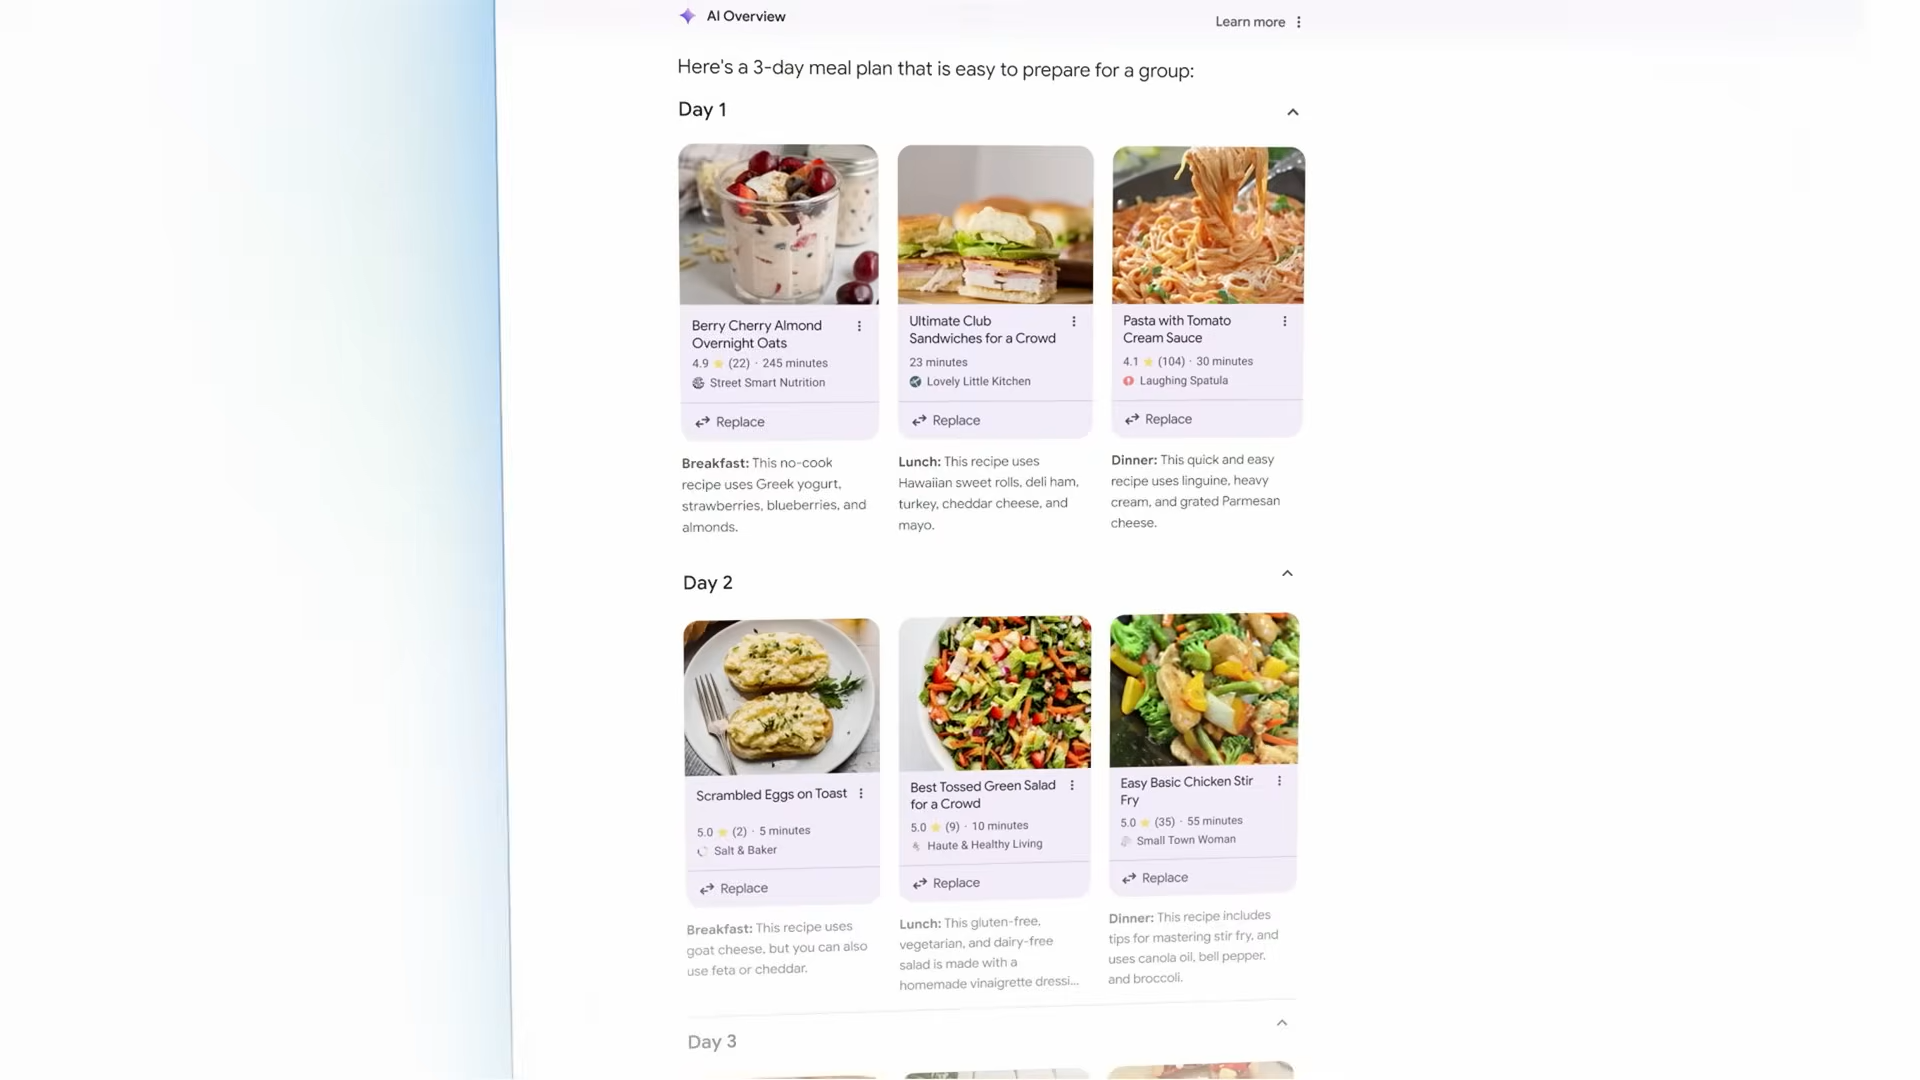 AI Overview
Learn more
Here's a 3-day meal plan that is easy to prepare for a group:
Day 1
Berry Cherry Almond
Overnight Oats
4.9 ★ (22) · 245 minutes
Street Smart Nutrition
Replace
Breakfast: This no-cook
recipe uses Greek yogurt,
strawberries, blueberries, and
almonds.
Ultimate Club
Sandwiches for a Crowd
23 minutes
Lovely Little Kitchen
Replace
Lunch: This recipe uses
Hawaiian sweet rolls, deli ham,
turkey, cheddar cheese, and
mayo.
Pasta with Tomato
Cream Sauce
4.1 ★ (104) · 30 minutes
Laughing Spatula
Replace
Dinner: This quick and easy
recipe uses linguine, heavy
cream, and grated Parmesan
cheese.
Day 2
Scrambled Eggs on Toast
5.0 ★ (2) · 5 minutes
Salt & Baker
Replace
Breakfast: This recipe uses
goat cheese, but you can also
use feta or cheddar.
Best Tossed Green Salad
for a Crowd
5.0 ★ (9) · 10 minutes
Haute & Healthy Living
Replace
Lunch: This gluten-free,
vegetarian, and dairy-free
salad is made with a
homemade vinaigrette dressi...
Easy Basic Chicken Stir
Fry
5.0 ★ (35) · 55 minutes
Small Town Woman
Replace
Dinner: This recipe includes
tips for mastering stir fry, and
uses canola oil, bell pepper,
and broccoli.
Day 3